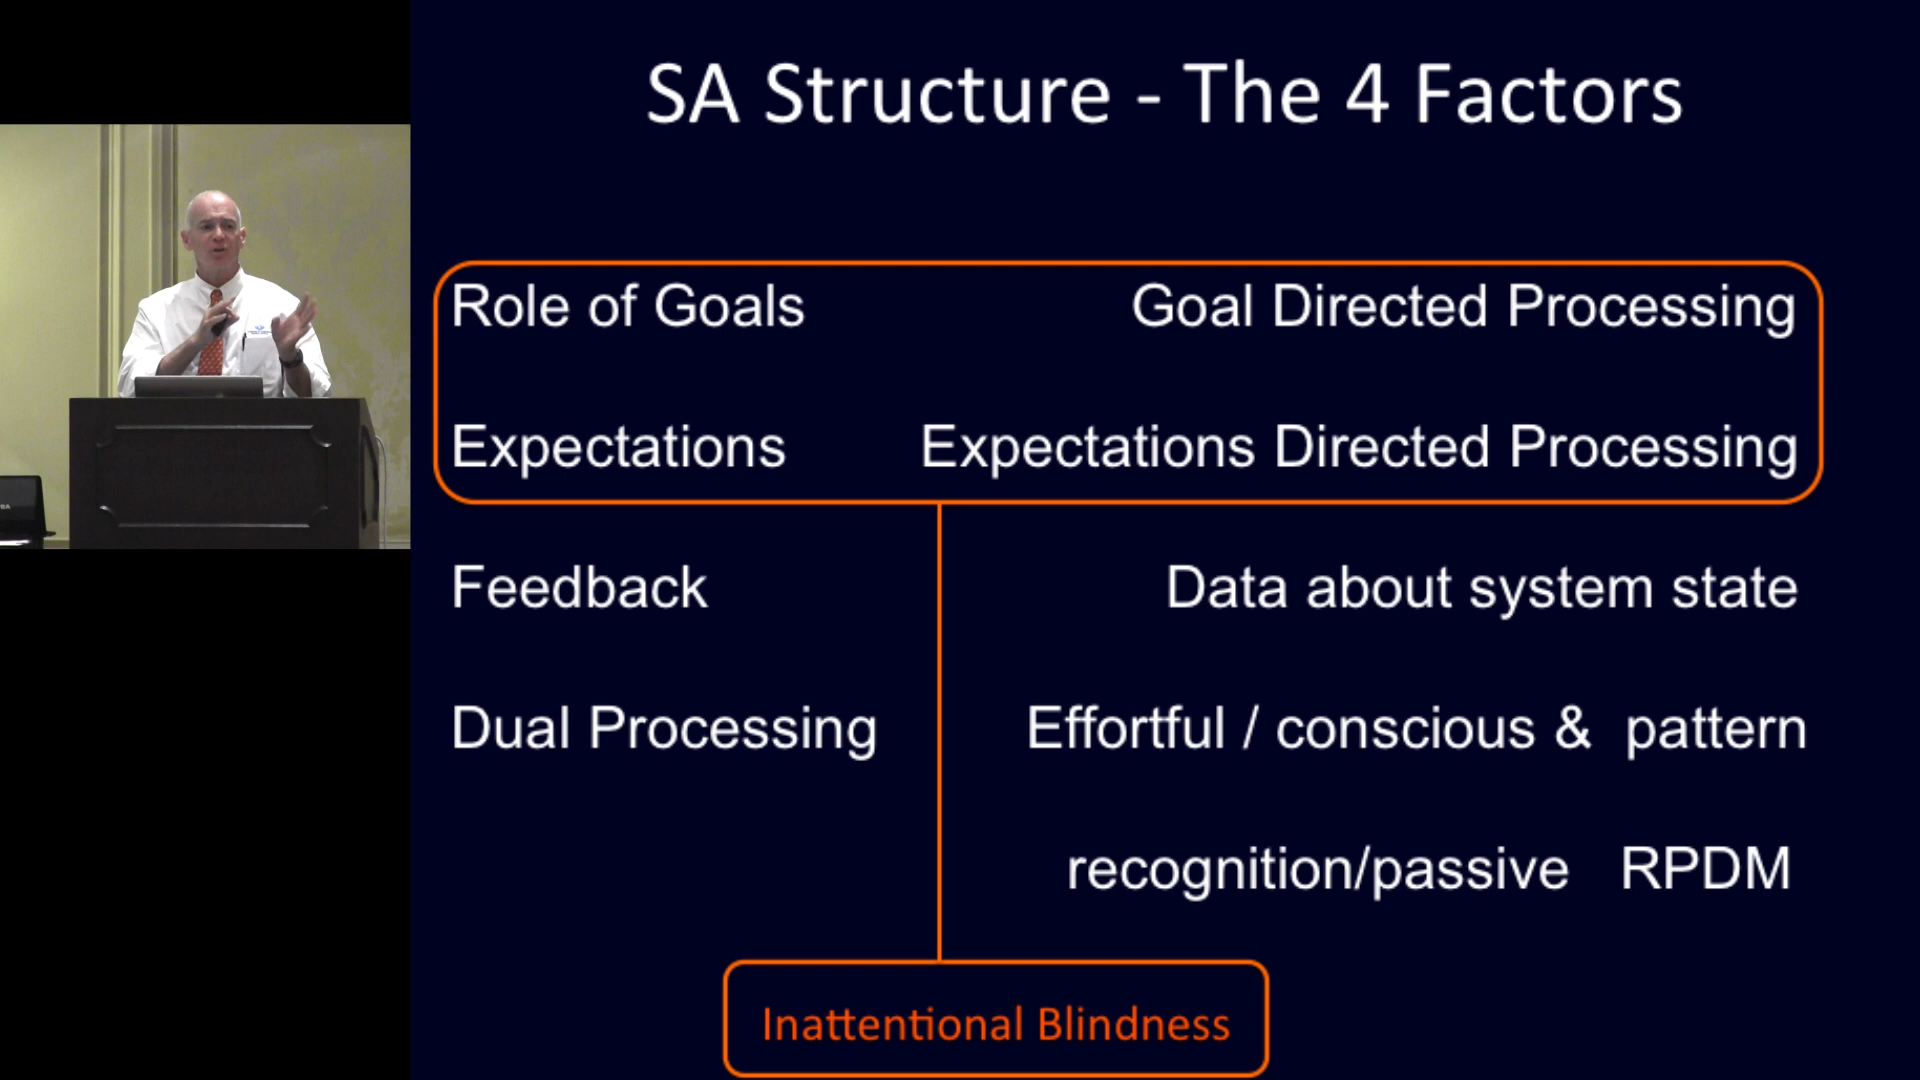 SA Structure - The 4 Factors
Role of Goals Goal Directed Processing
Expectations Expectations Directed Processing
Feedback Data about system state
Dual Processing Effortful / conscious & pattern
recognition/passive RPDM
Inattentional Blindness